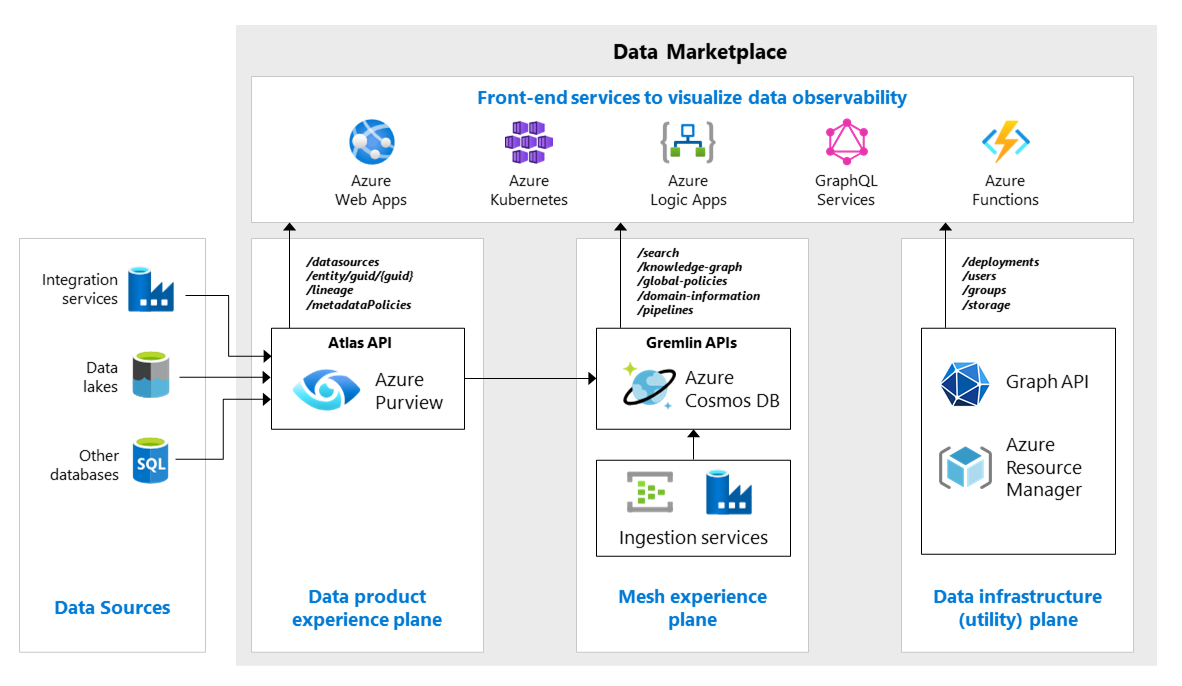 Data Marketplace
Front-end services to visualize data observability
Azure
Web Apps
Azure
Kubernetes
Azure
Logic Apps
GraphQL
Services
Azure
Functions
Integration
services
Data
lakes
Other
databases
SQL
Data Sources
/datasources
/entity/guid/{guid}
/lineage
/metadataPolicies
Atlas API
Azure
Purview
Data product
experience plane
/search
/knowledge-graph
/global-policies
/domain-information
/pipelines
Gremlin APIs
Azure
Cosmos DB
Ingestion services
Mesh experience
plane
/deployments
/users
/groups
/storage
Graph API
Azure
Resource
Manager
Data infrastructure
(utility) plane